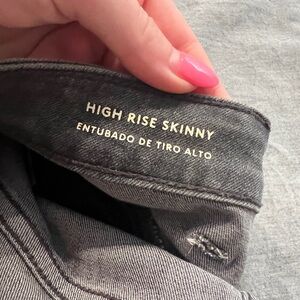 HIGH RISE SKINNY
ENTUBADO DE TIRO ALTO